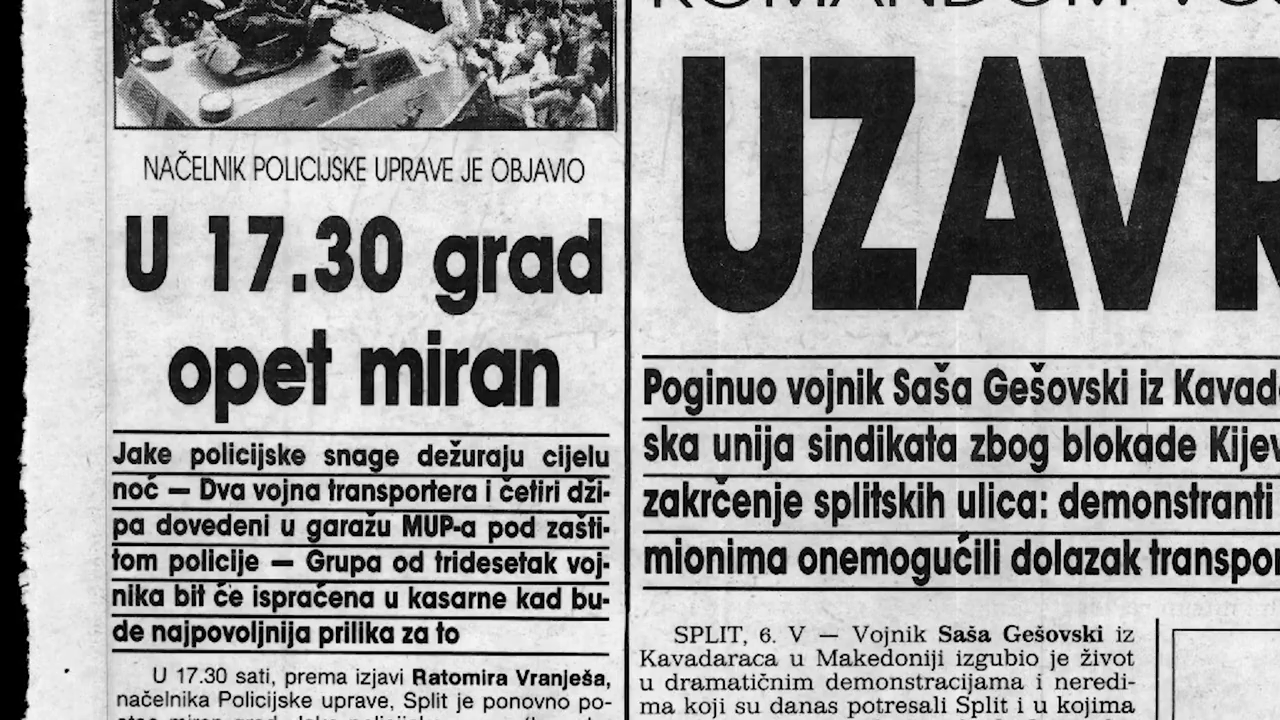 NAČELNIK POLICIJSKE UPRAVE JE OBJAVIO
U 17.30 grad
opet miran
Jake policijske snage dežuraju cijelu
noć — Dva vojna transportera i četiri dži-
pa dovedeni u garažu MUP-a pod zašti-
tom policije — Grupa od tridesetak voj-
nika bit će ispraćena u kasarne kad bu-
de najpovoljnija prilika za to
U 17.30 sati, prema izjavi Ratomira Vranješa,
načelnika Policijske uprave, Split je ponovno po-
UZAVR
Poginuo vojnik Saša Gešovski iz Kavad
ska unija sindikata zbog blokade Kijev
zakrčenje splitskih ulica: demonstranti
mionima onemogućili dolazak transpor
SPLIT, 6. V — Vojnik Saša Gešovski iz
Kavadaraca u Makedoniji izgubio je život
u dramatičnim demonstracijama i neredi-
ma koji su danas potresali Split i u kojima